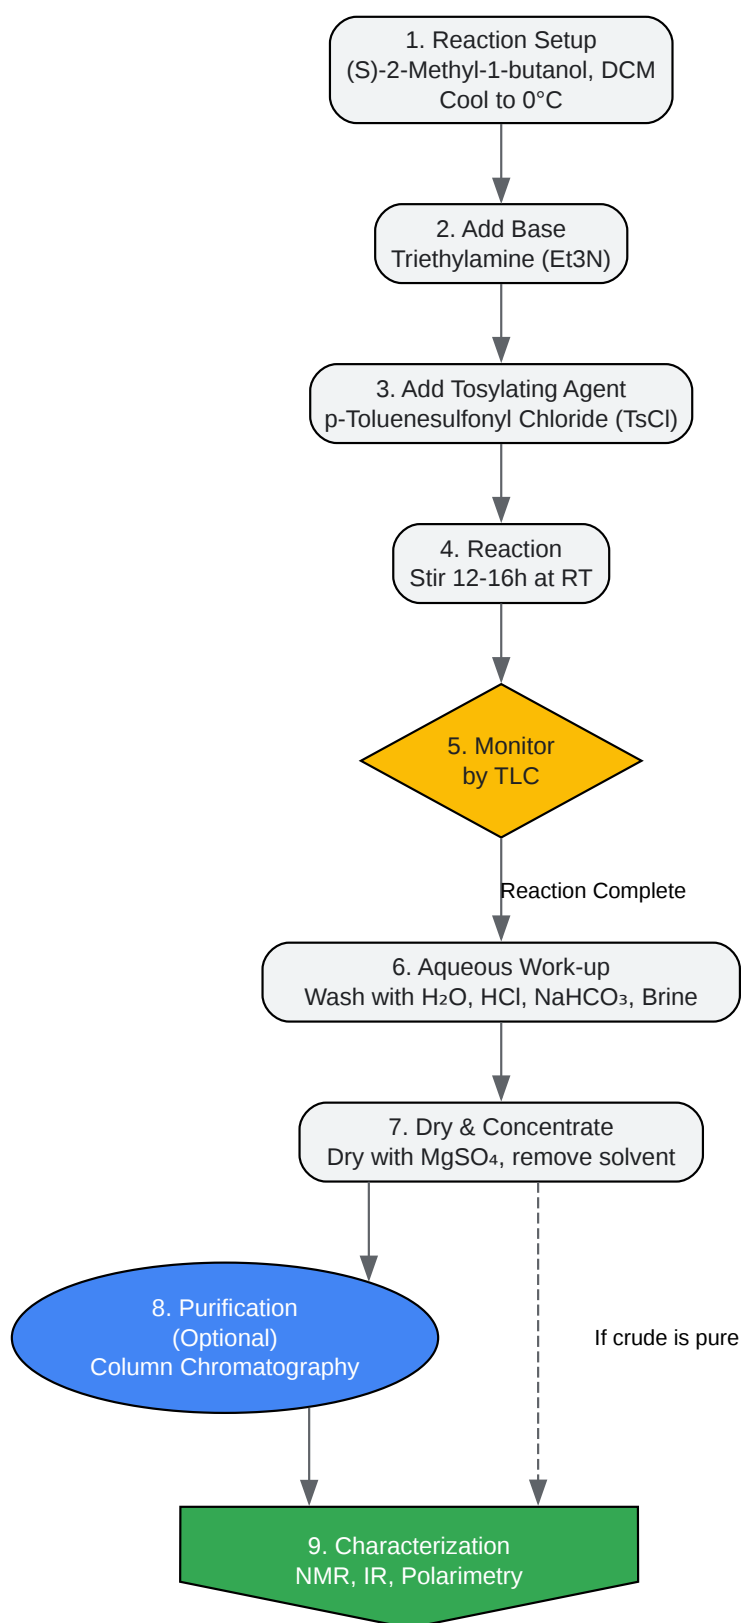 1. Reaction Setup
(S)-2-Methyl-1-butanol, DCM
Cool to 0°C
2. Add Base
Triethylamine (Et3N)
3. Add Tosylating Agent
p-Toluenesulfonyl Chloride (TsCl)
4. Reaction
Stir 12-16h at RT
5. Monitor
by TLC
Reaction Complete
6. Aqueous Work-up
Wash with H₂O, HCl, NaHCO₃, Brine
7. Dry & Concentrate
Dry with MgSO₄, remove solvent
8. Purification
(Optional)
Column Chromatography
If crude is pure
9. Characterization
NMR, IR, Polarimetry